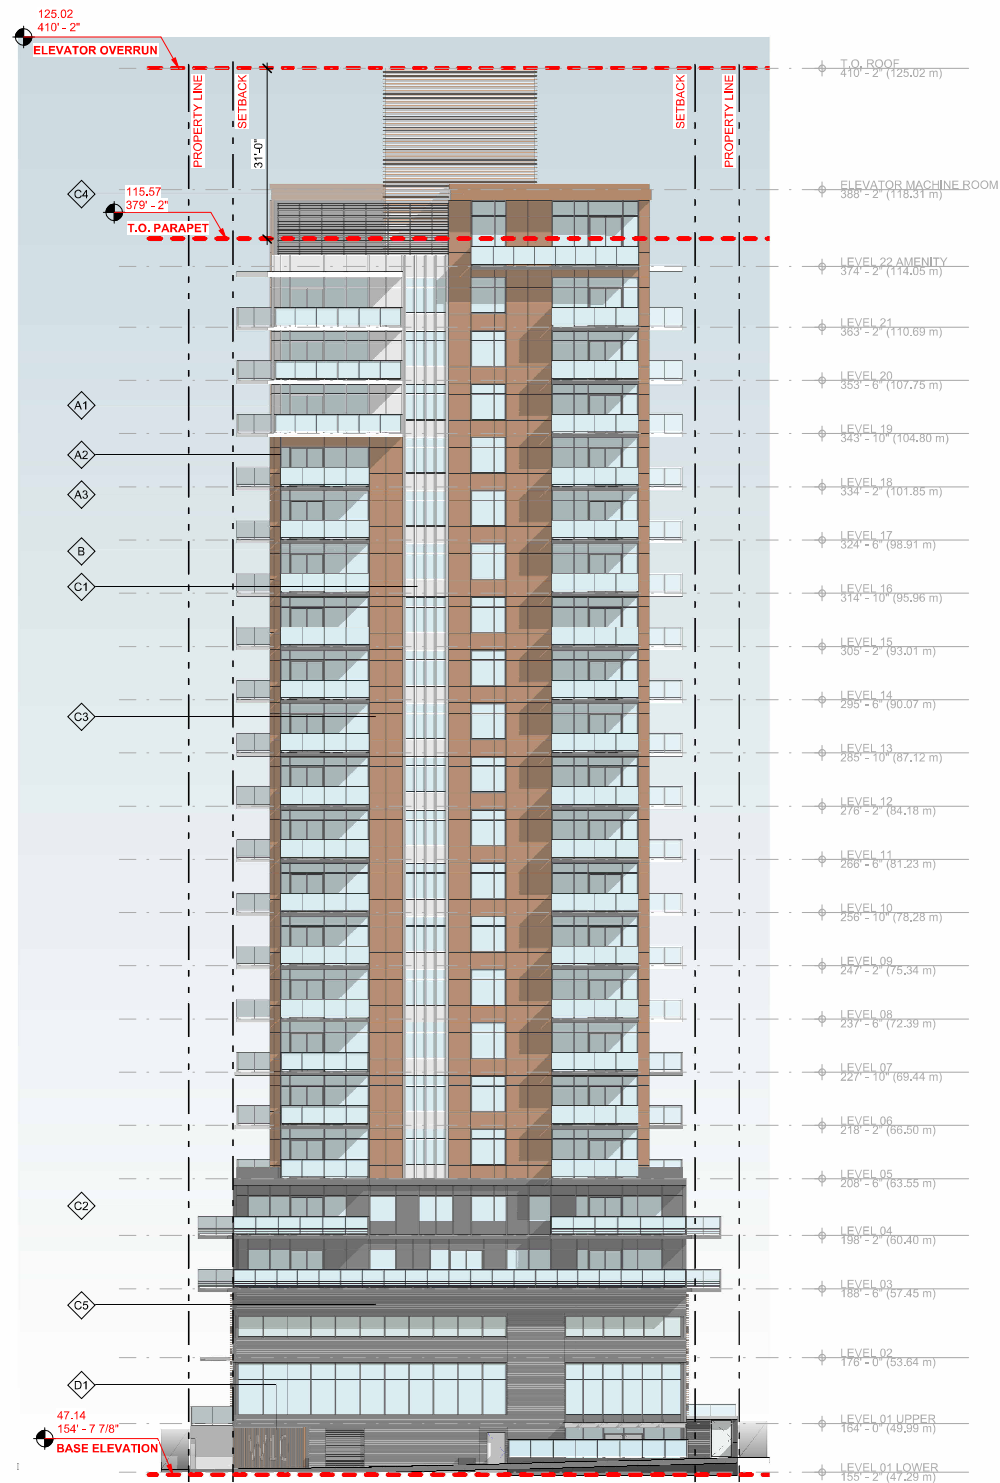 125.02
410' - 2"
ELEVATOR OVERRUN
PROPERTY LINE
SETBACK
31'-0"
SETBACK
PROPERTY LINE
T.O. ROOF
410' - 2" (125.02 m)
C4
115.57
379' - 2"
T.O. PARAPET
ELEVATOR MACHINE ROOM
388' - 2" (118.31 m)
LEVEL 22 AMENITY
374' - 2" (114.05 m)
LEVEL 21
363' - 2" (110.69 m)
LEVEL 20
353' - 6" (107.75 m)
A1
LEVEL 19
343' - 10" (104.80 m)
A2
A3
LEVEL 18
334' - 2" (101.85 m)
B
LEVEL 17
324' - 6" (98.91 m)
C1
LEVEL 16
314' - 10" (95.96 m)
LEVEL 15
305' - 2" (93.01 m)
LEVEL 14
295' - 6" (90.07 m)
C3
LEVEL 13
285' - 10" (87.12 m)
LEVEL 12
276' - 2" (84.18 m)
LEVEL 11
266' - 6" (81.23 m)
LEVEL 10
256' - 10" (78.28 m)
LEVEL 09
247' - 2" (75.34 m)
LEVEL 08
237' - 6" (72.39 m)
LEVEL 07
227' - 10" (69.44 m)
LEVEL 06
218' - 2" (66.50 m)
LEVEL 05
208' - 6" (63.55 m)
C2
LEVEL 04
198' - 2" (60.40 m)
LEVEL 03
188' - 6" (57.45 m)
C5
LEVEL 02
176' - 0" (53.64 m)
D1
47.14
154' - 7 7/8"
BASE ELEVATION
LEVEL 01 UPPER
164' - 0" (49.99 m)
LEVEL 01 LOWER
155' - 2" (47.29 m)